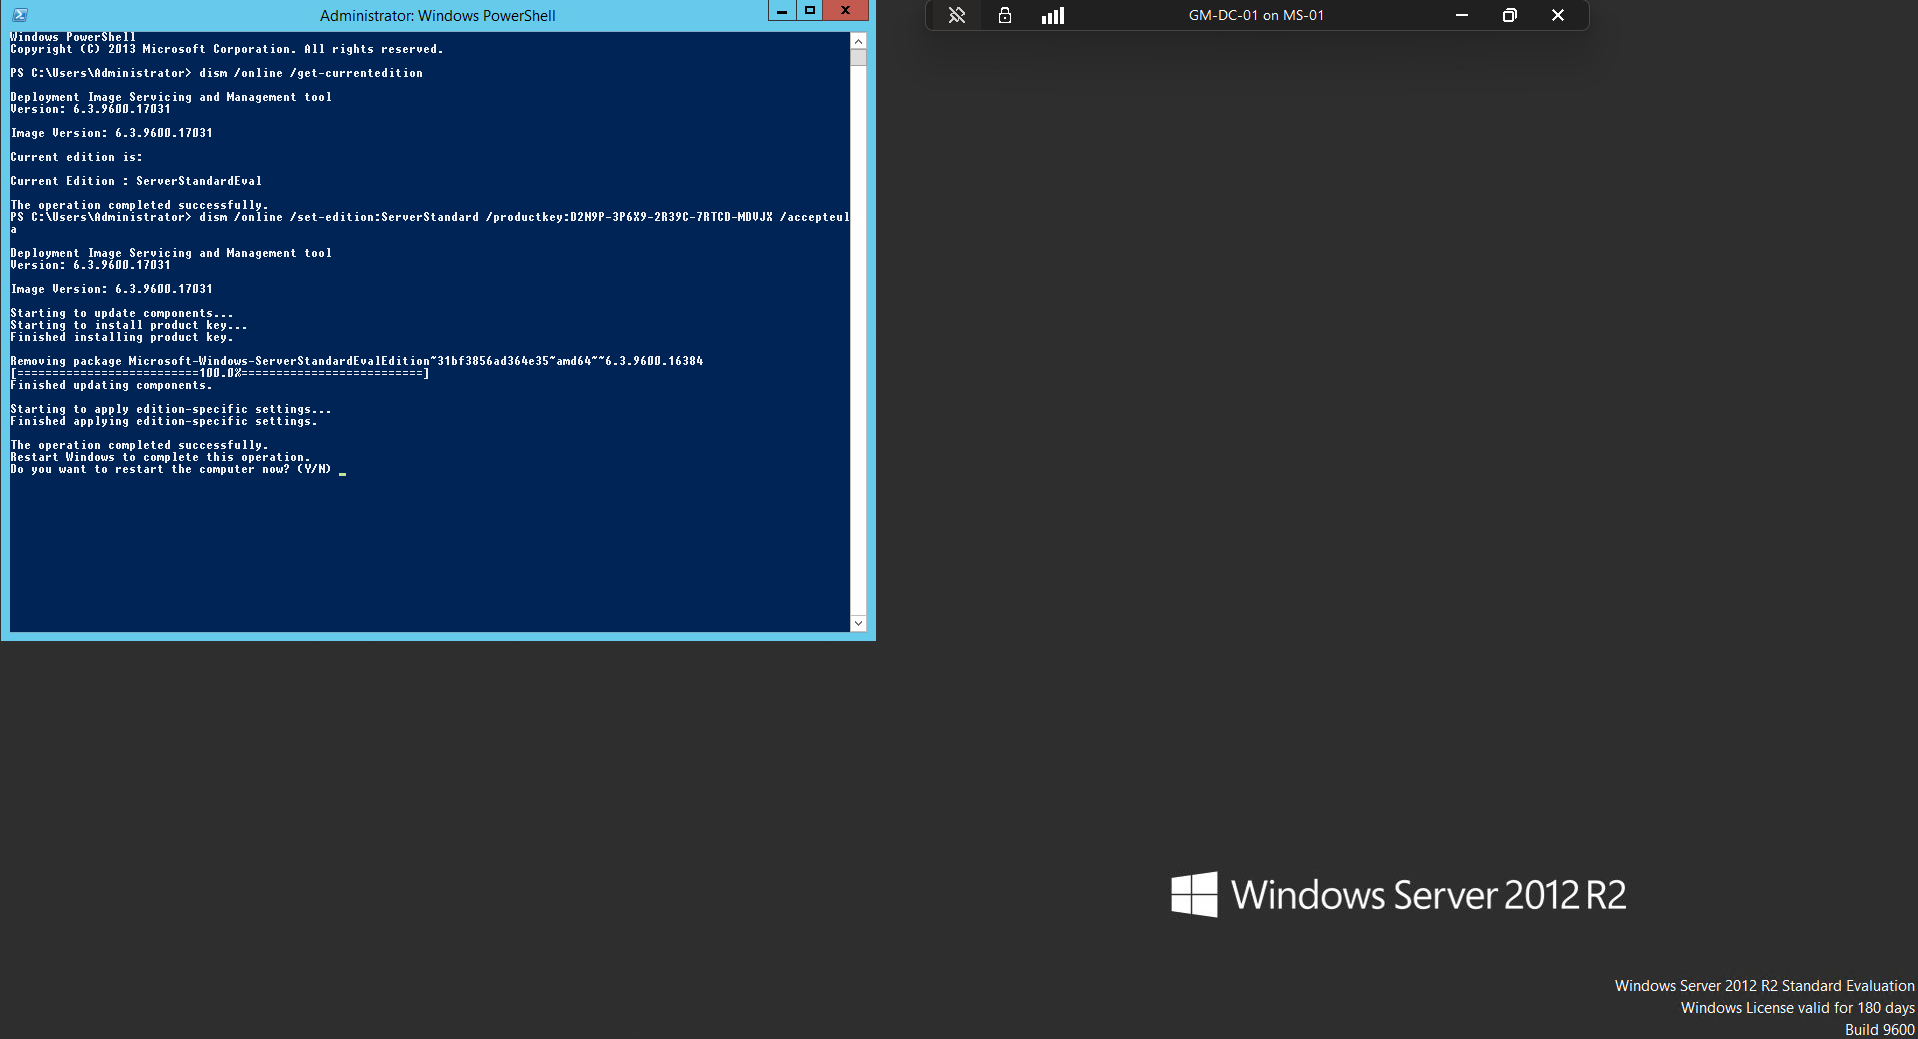 Administrator: Windows PowerShell
GM-DC-01 on MS-01
Windows PowerShell
Copyright (C) 2013 Microsoft Corporation. All rights reserved.
PS C:\Users\Administrator> dism /online /get-currentedition
Deployment Image Servicing and Management tool
Version: 6.3.9600.17031
Image Version: 6.3.9600.17031
Current edition is:
Current Edition : ServerStandardEval
The operation completed successfully.
PS C:\Users\Administrator> dism /online /set-edition:ServerStandard /productkey:D2N9P-3P6X9-2R39C-7RTCD-MDVJX /accepteul
a
Deployment Image Servicing and Management tool
Version: 6.3.9600.17031
Image Version: 6.3.9600.17031
Starting to update components...
Starting to install product key...
Finished installing product key.
Removing package Microsoft-Windows-ServerStandardEvalEdition~31bf3856ad364e35~amd64~~6.3.9600.16384
[==========================100.0%==========================]
Finished updating components.
Starting to apply edition-specific settings...
Finished applying edition-specific settings.
The operation completed successfully.
Restart Windows to complete this operation.
Do you want to restart the computer now? (Y/N)
Windows Server 2012 R2
Windows Server 2012 R2 Standard Evaluation
Windows License valid for 180 days
Build 9600